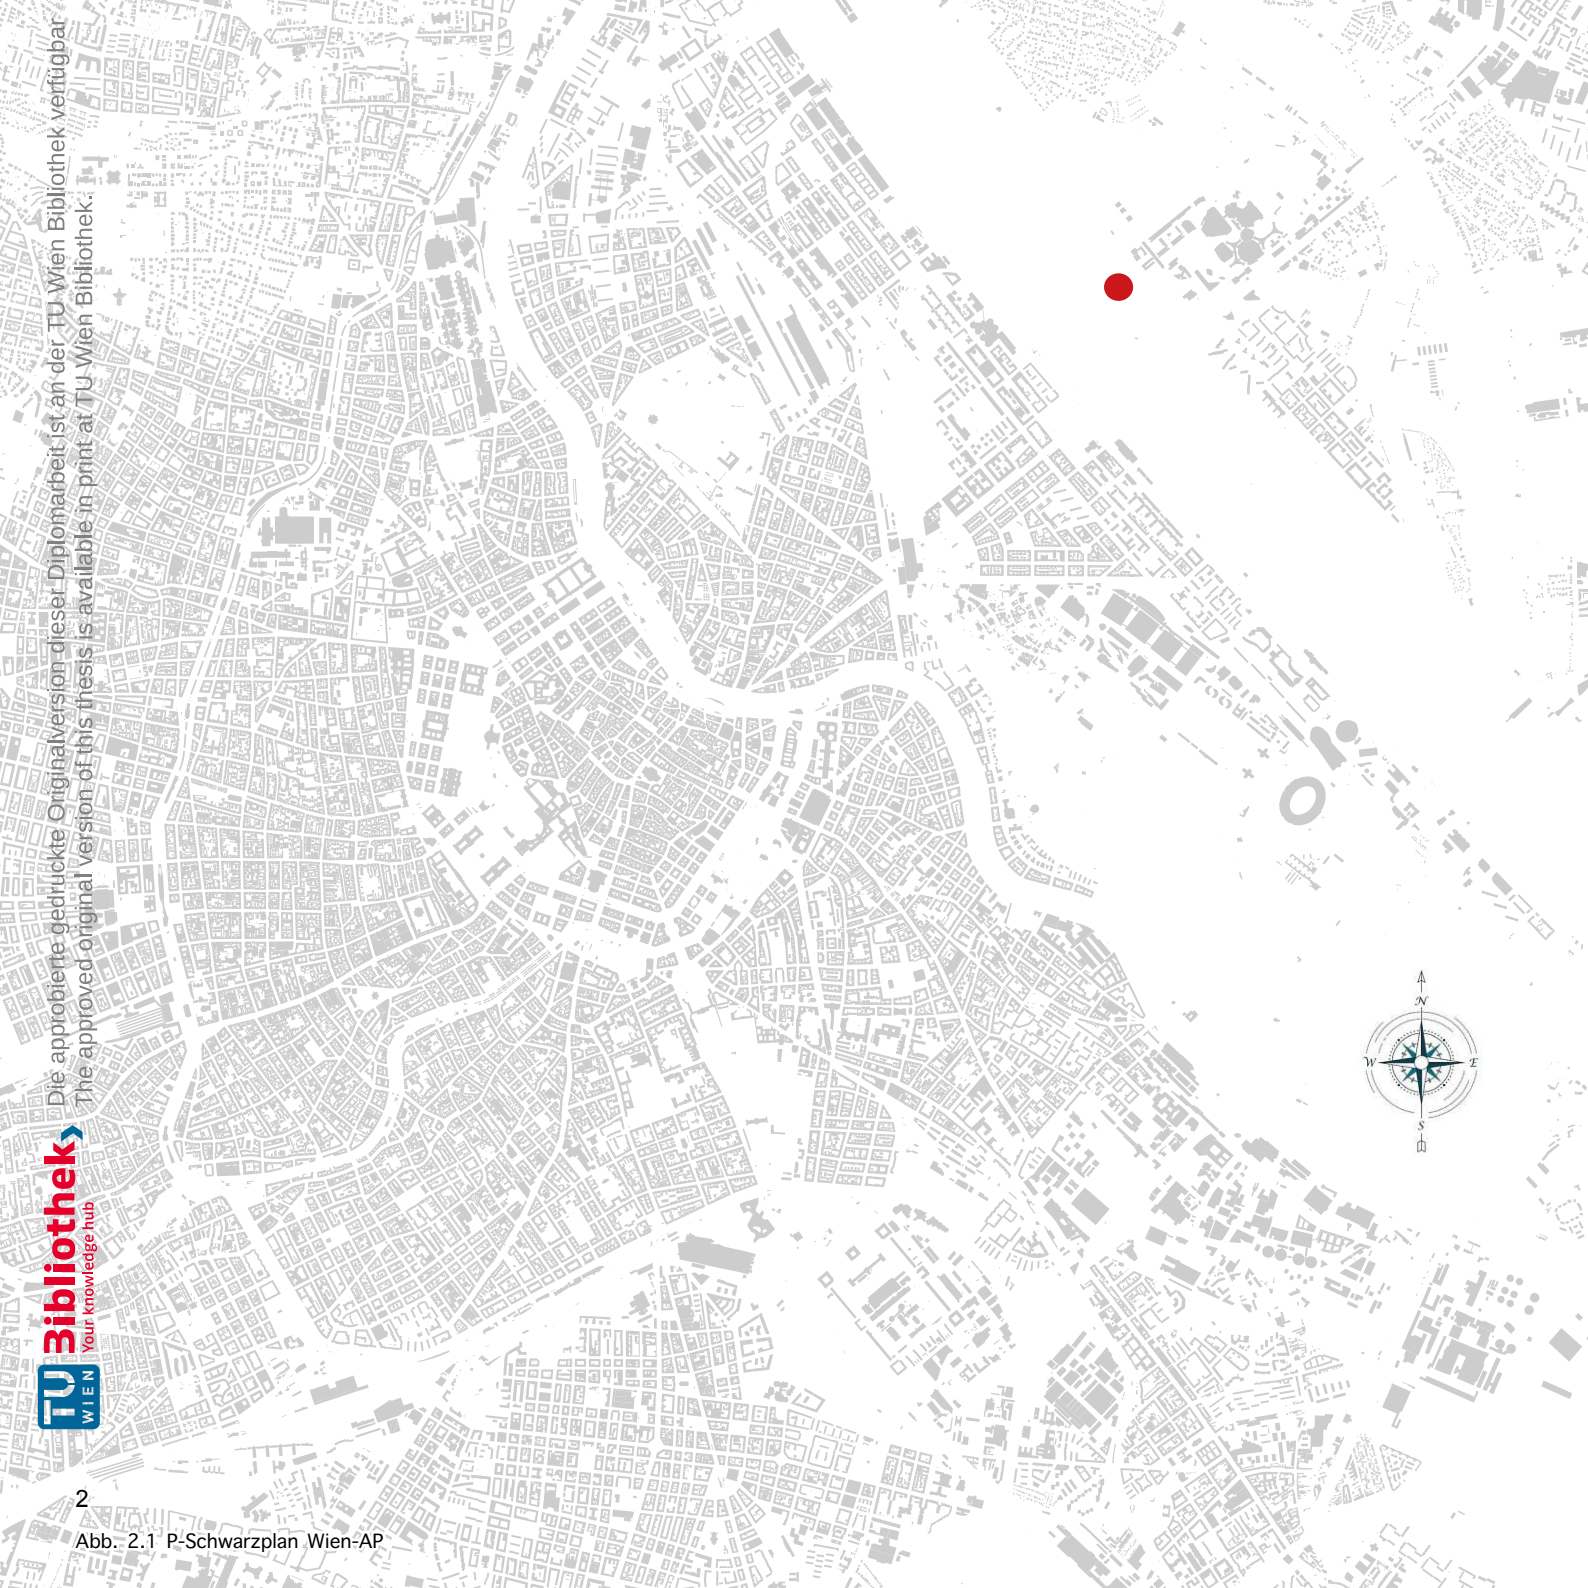 Die approbierte gedruckte Originalversion dieser Diplomarbeit ist an der TU Wien Bibliothek verfügbar
The approved original version of this thesis is available in print at TU Wien Bibliothek.
TU
WIEN
Bibliothek
Your knowledge hub
N
W
E
S
2
Abb. 2.1 P-Schwarzplan Wien-AP